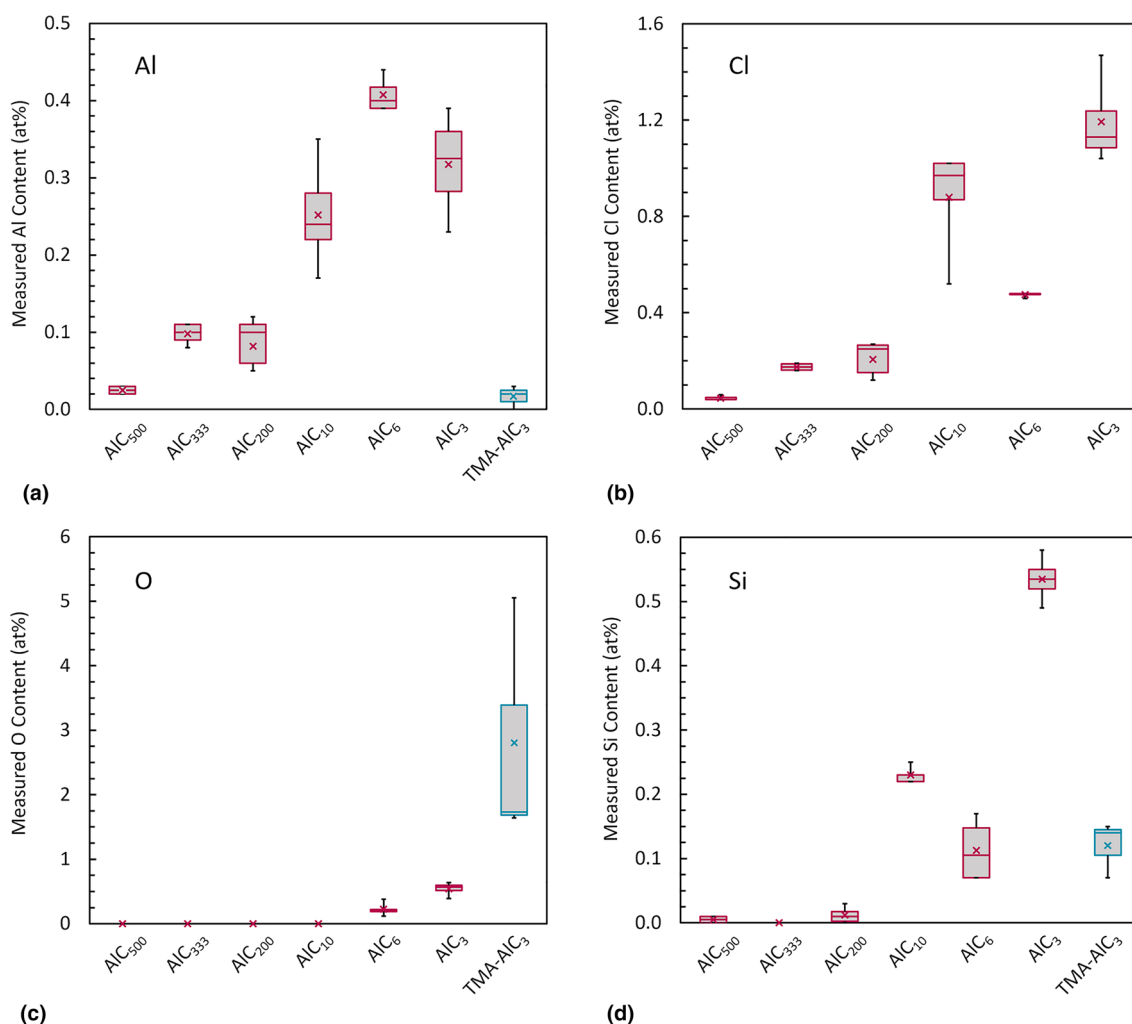 0.5
0.4
0.3
0.2
0.1
0.0
Measured Al Content (at%)
Al
AlC₅₀₀
AlC₃₃₃
AlC₂₀₀
AlC₁₀
AlC₆
AlC₃
TMA-AlC₃
(a)
1.6
1.2
0.8
0.4
0.0
Measured Cl Content (at%)
Cl
AlC₅₀₀
AlC₃₃₃
AlC₂₀₀
AlC₁₀
AlC₆
AlC₃
(b)
6
5
4
3
2
1
0
Measured O Content (at%)
O
AlC₅₀₀
AlC₃₃₃
AlC₂₀₀
AlC₁₀
AlC₆
AlC₃
TMA-AlC₃
(c)
0.6
0.5
0.4
0.3
0.2
0.1
0.0
Measured Si Content (at%)
Si
AlC₅₀₀
AlC₃₃₃
AlC₂₀₀
AlC₁₀
AlC₆
AlC₃
TMA-AlC₃
(d)